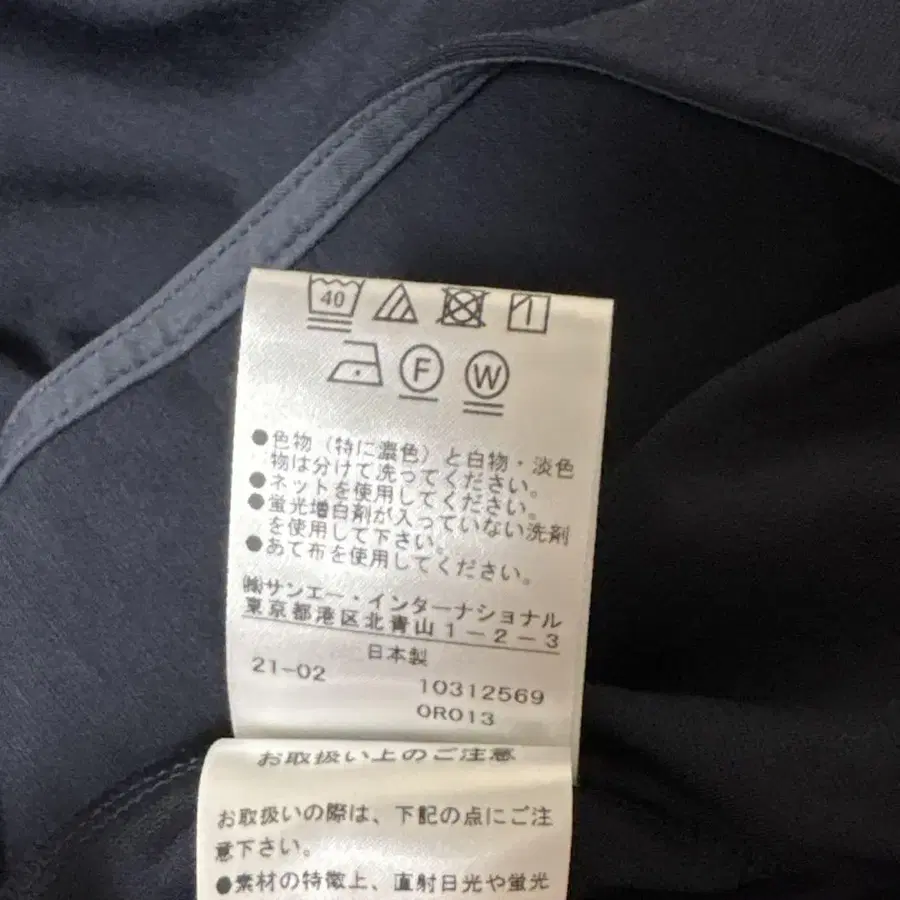 40
F W
●色物（特に濃色）と白物・淡色
物は分けて洗ってください。
●ネットを使用してください。
●蛍光増白剤が入っていない洗剤
を使用して下さい。
●あて布を使用してください。
㈱サンエー・インターナショナル
東京都港区北青山1－2－3
日本製
21-02
10312569
0R013
お取扱い上のご注意
お取扱いの際は、下記の点にご注
意下さい。
●素材の特徴上、直射日光や蛍光